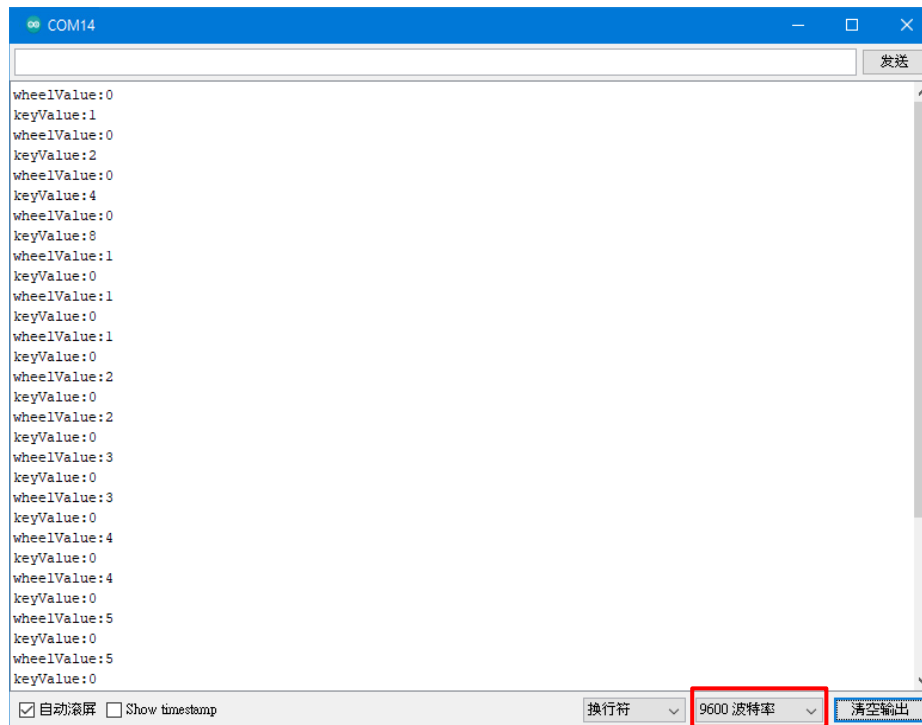 COM14
发送
wheelValue:0
keyValue:1
wheelValue:0
keyValue:2
wheelValue:0
keyValue:4
wheelValue:0
keyValue:8
wheelValue:1
keyValue:0
wheelValue:1
keyValue:0
wheelValue:1
keyValue:0
wheelValue:2
keyValue:0
wheelValue:2
keyValue:0
wheelValue:3
keyValue:0
wheelValue:3
keyValue:0
wheelValue:4
keyValue:0
wheelValue:4
keyValue:0
wheelValue:5
keyValue:0
wheelValue:5
keyValue:0
自动滚屏 Show timestamp 换行符 9600 波特率 清空输出